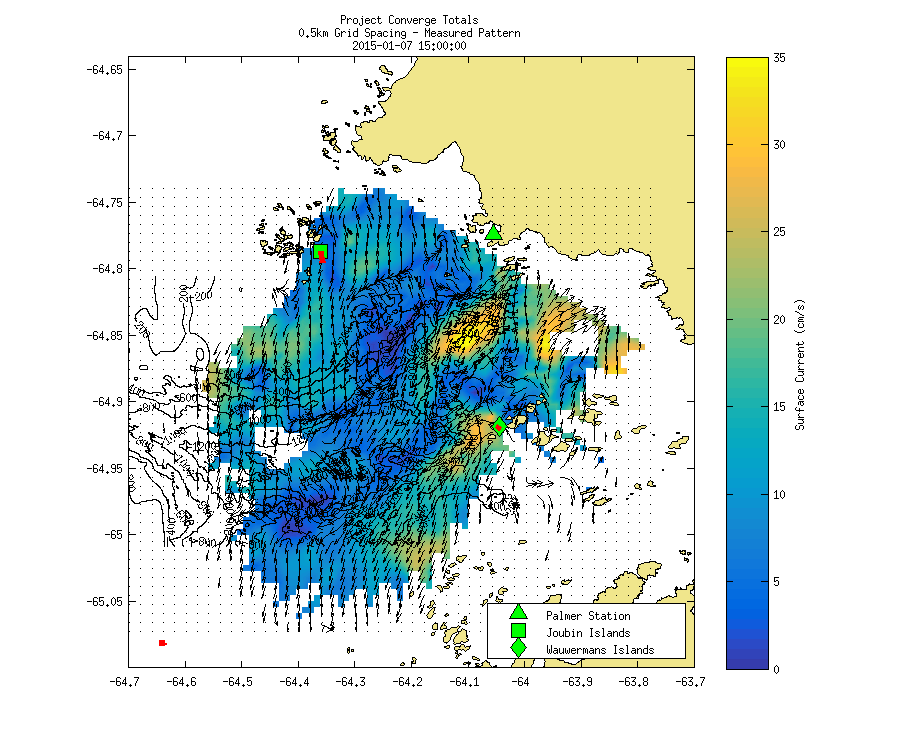 Project Converge Totals
0.5km Grid Spacing - Measured Pattern
2015-01-07 15:00:00
-64.65
-64.7
-64.75
-64.8
-64.85
-64.9
-64.95
-65
-65.05
-64.7 -64.6 -64.5 -64.4 -64.3 -64.2 -64.1 -64 -63.9 -63.8 -63.7
35
30
25
20
15
10
5
0
Surface Current (cm/s)
-200
Palmer Station
Joubin Islands
Wauwermans Islands